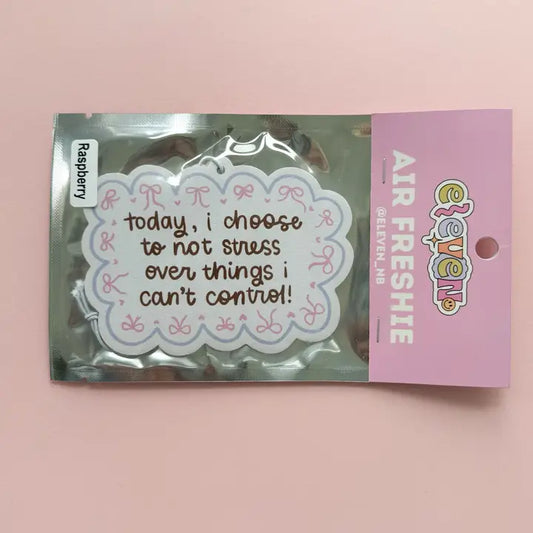 Raspberry
today, i choose
to not stress
over things i
can't control!
eleven
AIR FRESHIE
@ELEVEN_NB